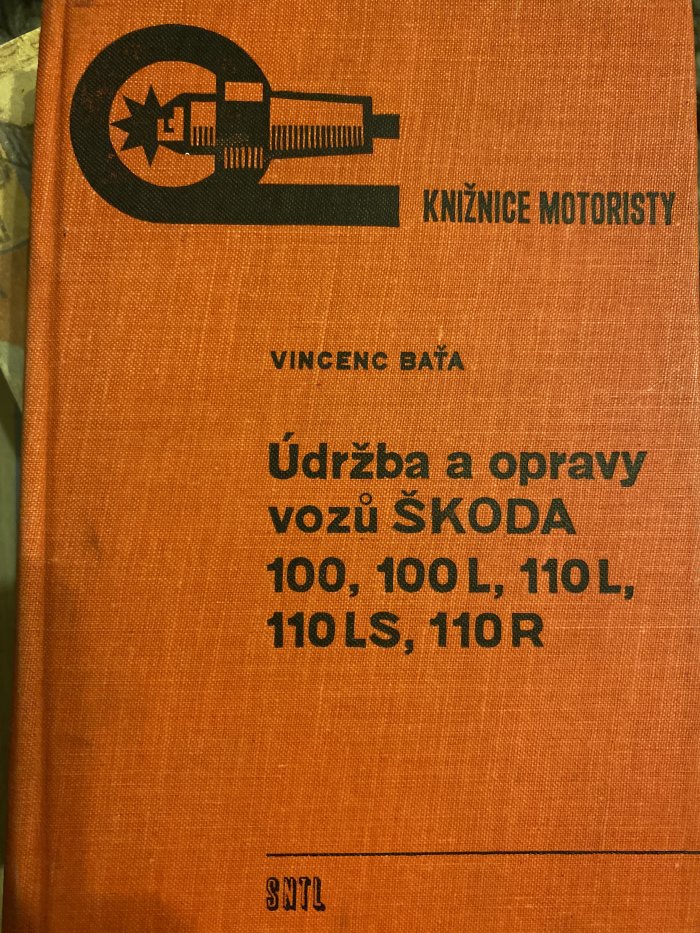 KNIŽNICE MOTORISTY
VINCENC BAŤA
Údržba a opravy
vozů ŠKODA
100, 100 L, 110 L,
110 LS, 110 R
SNTL